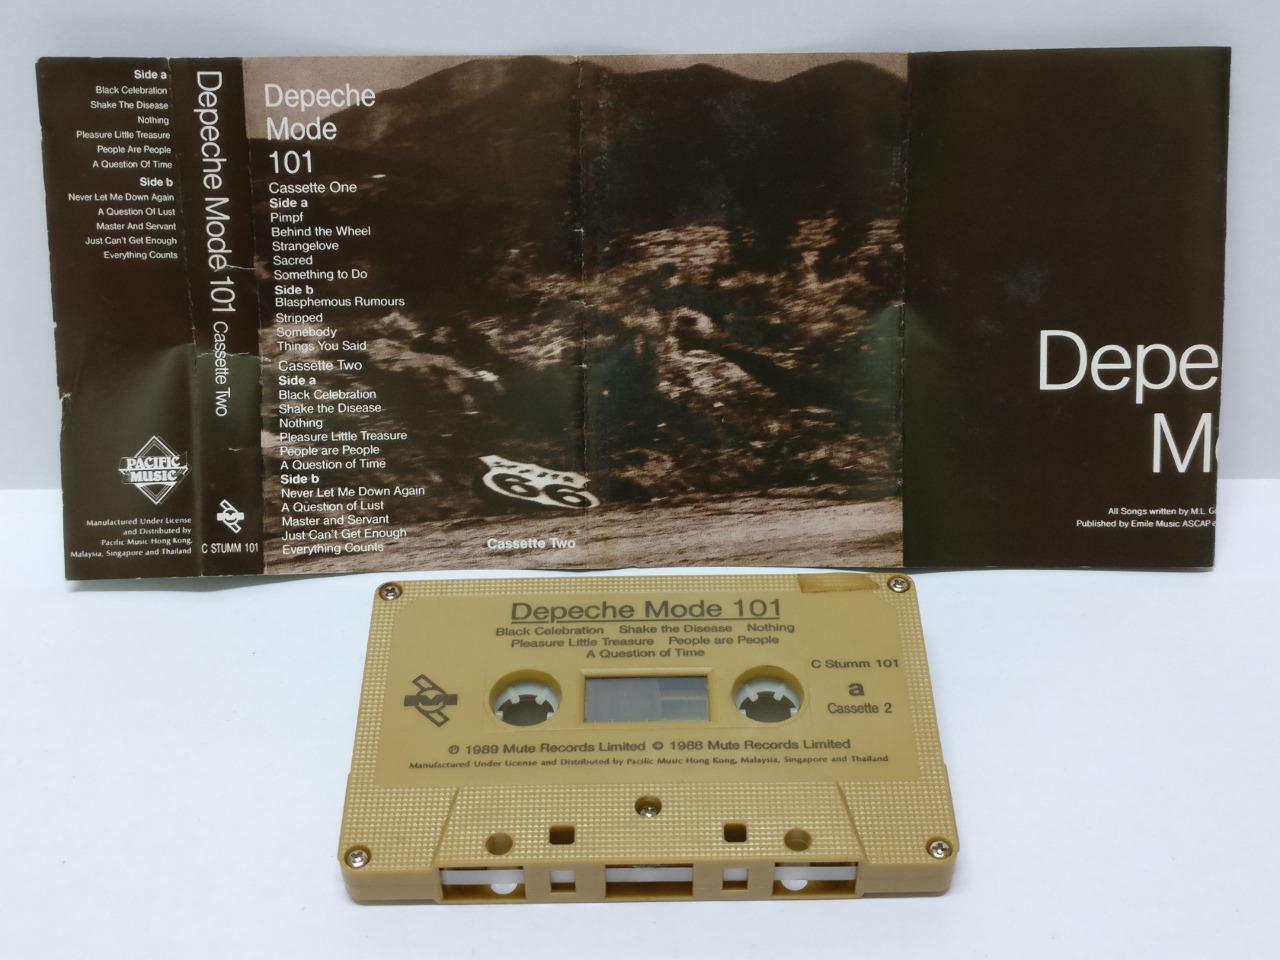 Side a
Black Celebration
Shake The Disease
Nothing
Pleasure Little Treasure
People Are People
A Question Of Time
Side b
Never Let Me Down Again
A Question Of Lust
Master And Servant
Just Can't Get Enough
Everything Counts
PACIFIC
MUSIC
Manufactured Under License
and Distributed by
Pacific Music Hong Kong,
Malaysia, Singapore and Thailand
Depeche Mode 101 Cassette Two
C STUMM 101
Depeche
Mode
101
Cassette One
Side a
Pimpf
Behind the Wheel
Strangelove
Sacred
Something to Do
Side b
Blasphemous Rumours
Stripped
Somebody
Things You Said
Cassette Two
Side a
Black Celebration
Shake the Disease
Nothing
Pleasure Little Treasure
People are People
A Question of Time
Side b
Never Let Me Down Again
A Question of Lust
Master and Servant
Just Can't Get Enough
Everything Counts
66
Cassette Two
Depe
M
All Songs written by M.L. G
Published by Emile Music ASCAP
Depeche Mode 101
Black Celebration Shake the Disease Nothing
Pleasure Little Treasure People are People
A Question of Time
C Stumm 101
a
Cassette 2
℗ 1989 Mute Records Limited © 1988 Mute Records Limited
Manufactured Under License and Distributed by Pacific Music Hong Kong, Malaysia, Singapore and Thailand